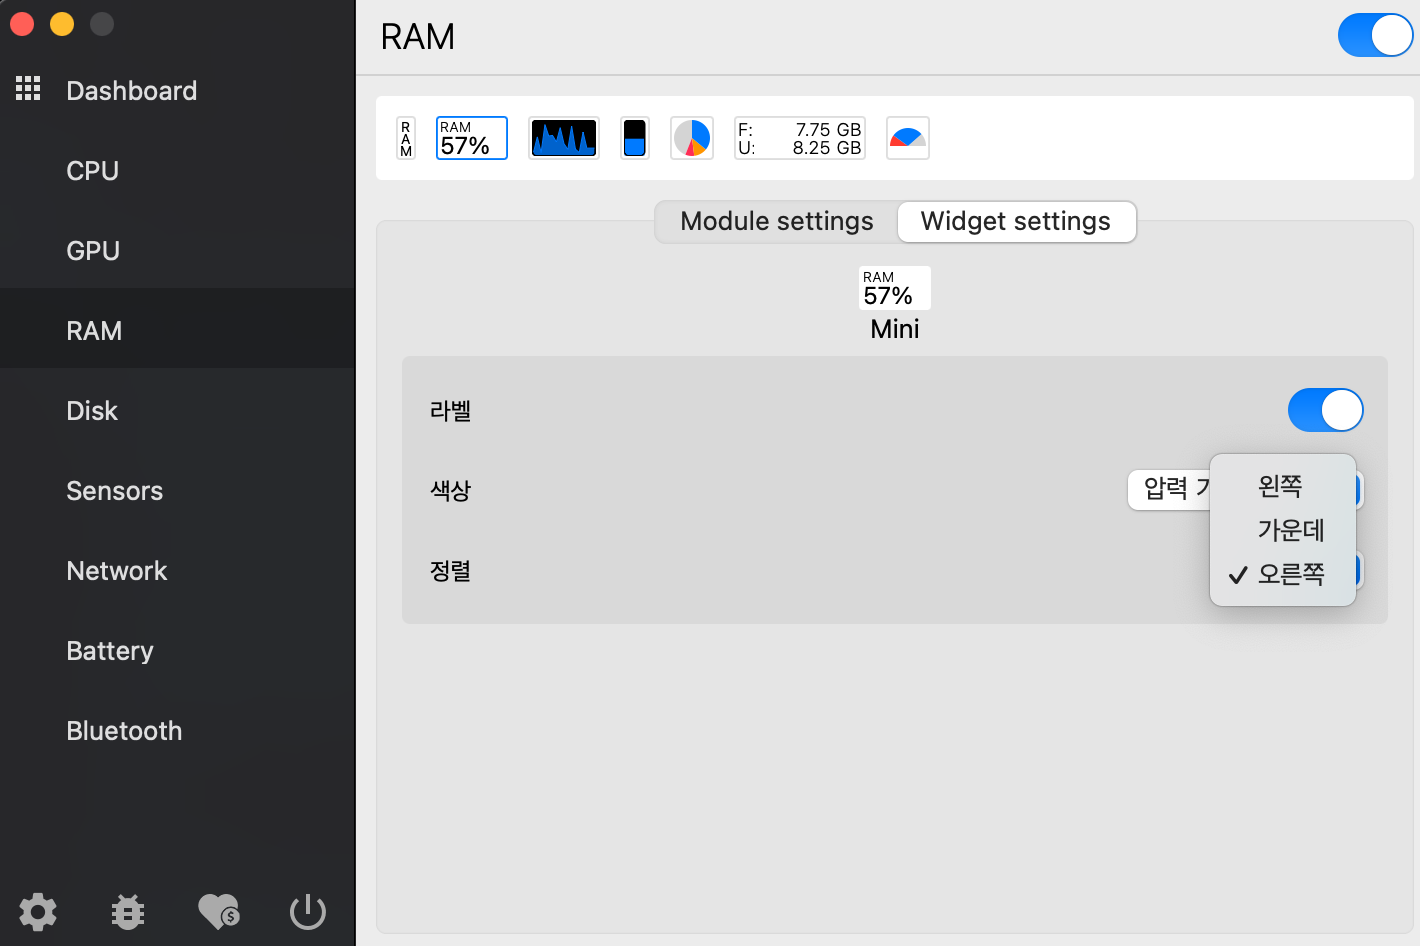 RAM
Dashboard
CPU
GPU
RAM
Disk
Sensors
Network
Battery
Bluetooth
RAM
RAM
57%
F: 7.75 GB
U: 8.25 GB
Module settings
Widget settings
RAM
57%
Mini
라벨
색상
압력
정렬
왼쪽
가운데
✓ 오른쪽
$